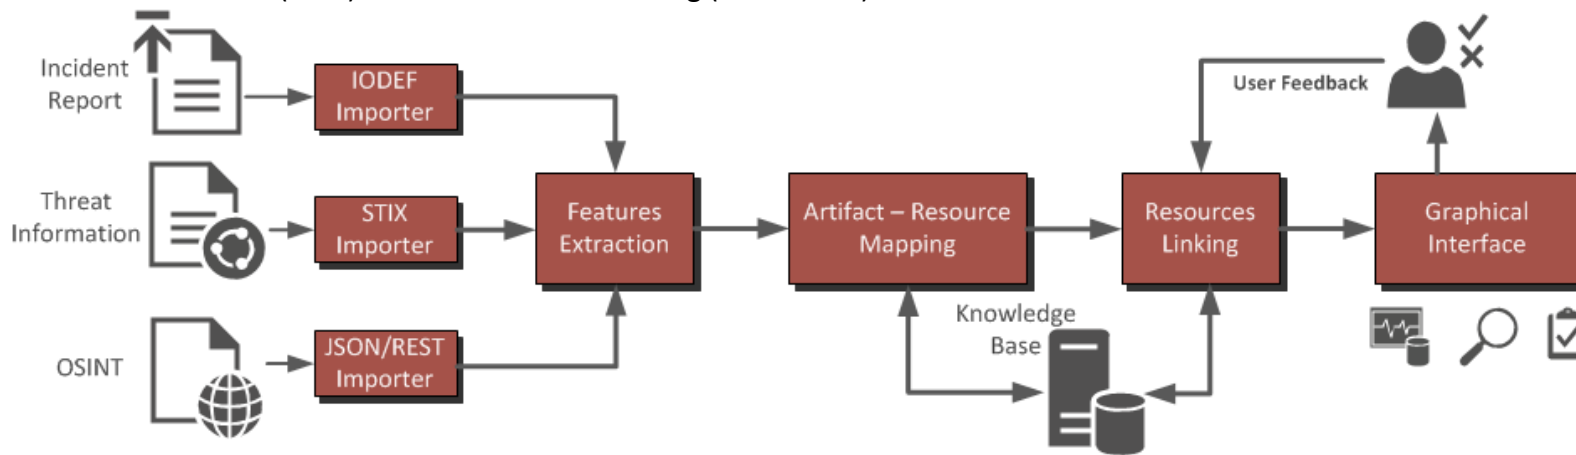 Incident
Report
IODEF
Importer
User Feedback
Threat
Information
STIX
Importer
Features
Extraction
Artifact – Resource
Mapping
Resources
Linking
Graphical
Interface
OSINT
JSON/REST
Importer
Knowledge
Base